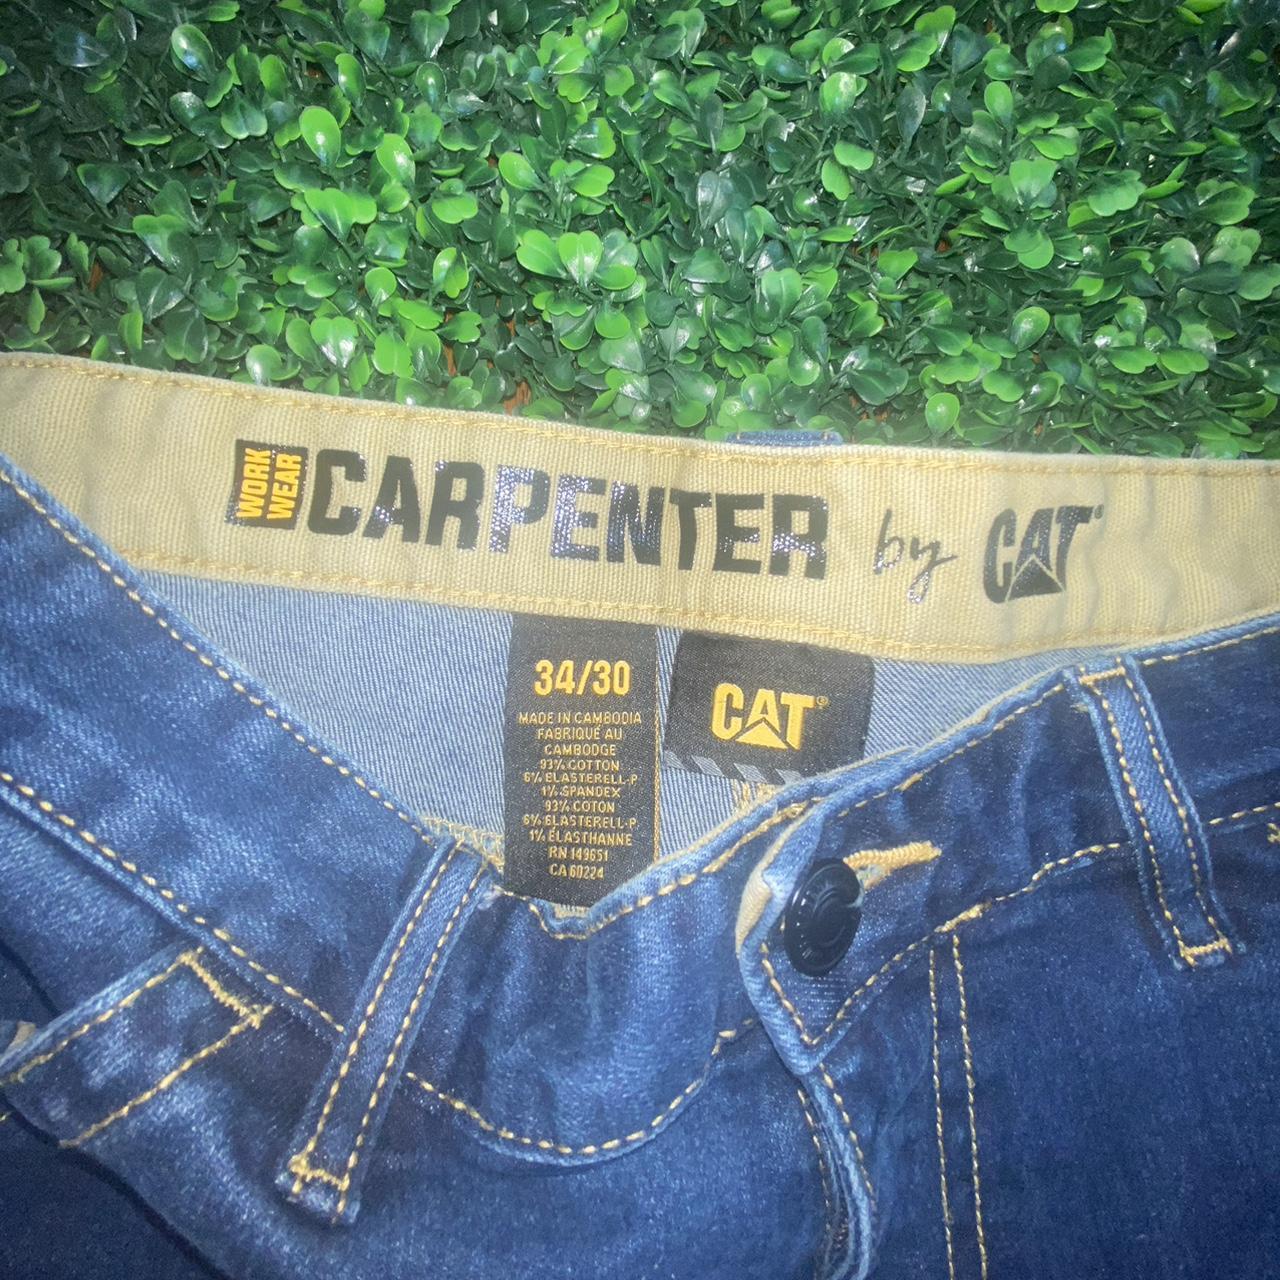 WORK
WEAR
CARPENTER by CAT®
34/30
MADE IN CAMBODIA
FABRIQUÉ AU
CAMBODGE
93% COTTON
6% ELASTERELL-P
1% SPANDEX
93% COTON
6% ELASTERELL-P
1% ÉLASTHANNE
RN 149651
CA 60224
CAT®